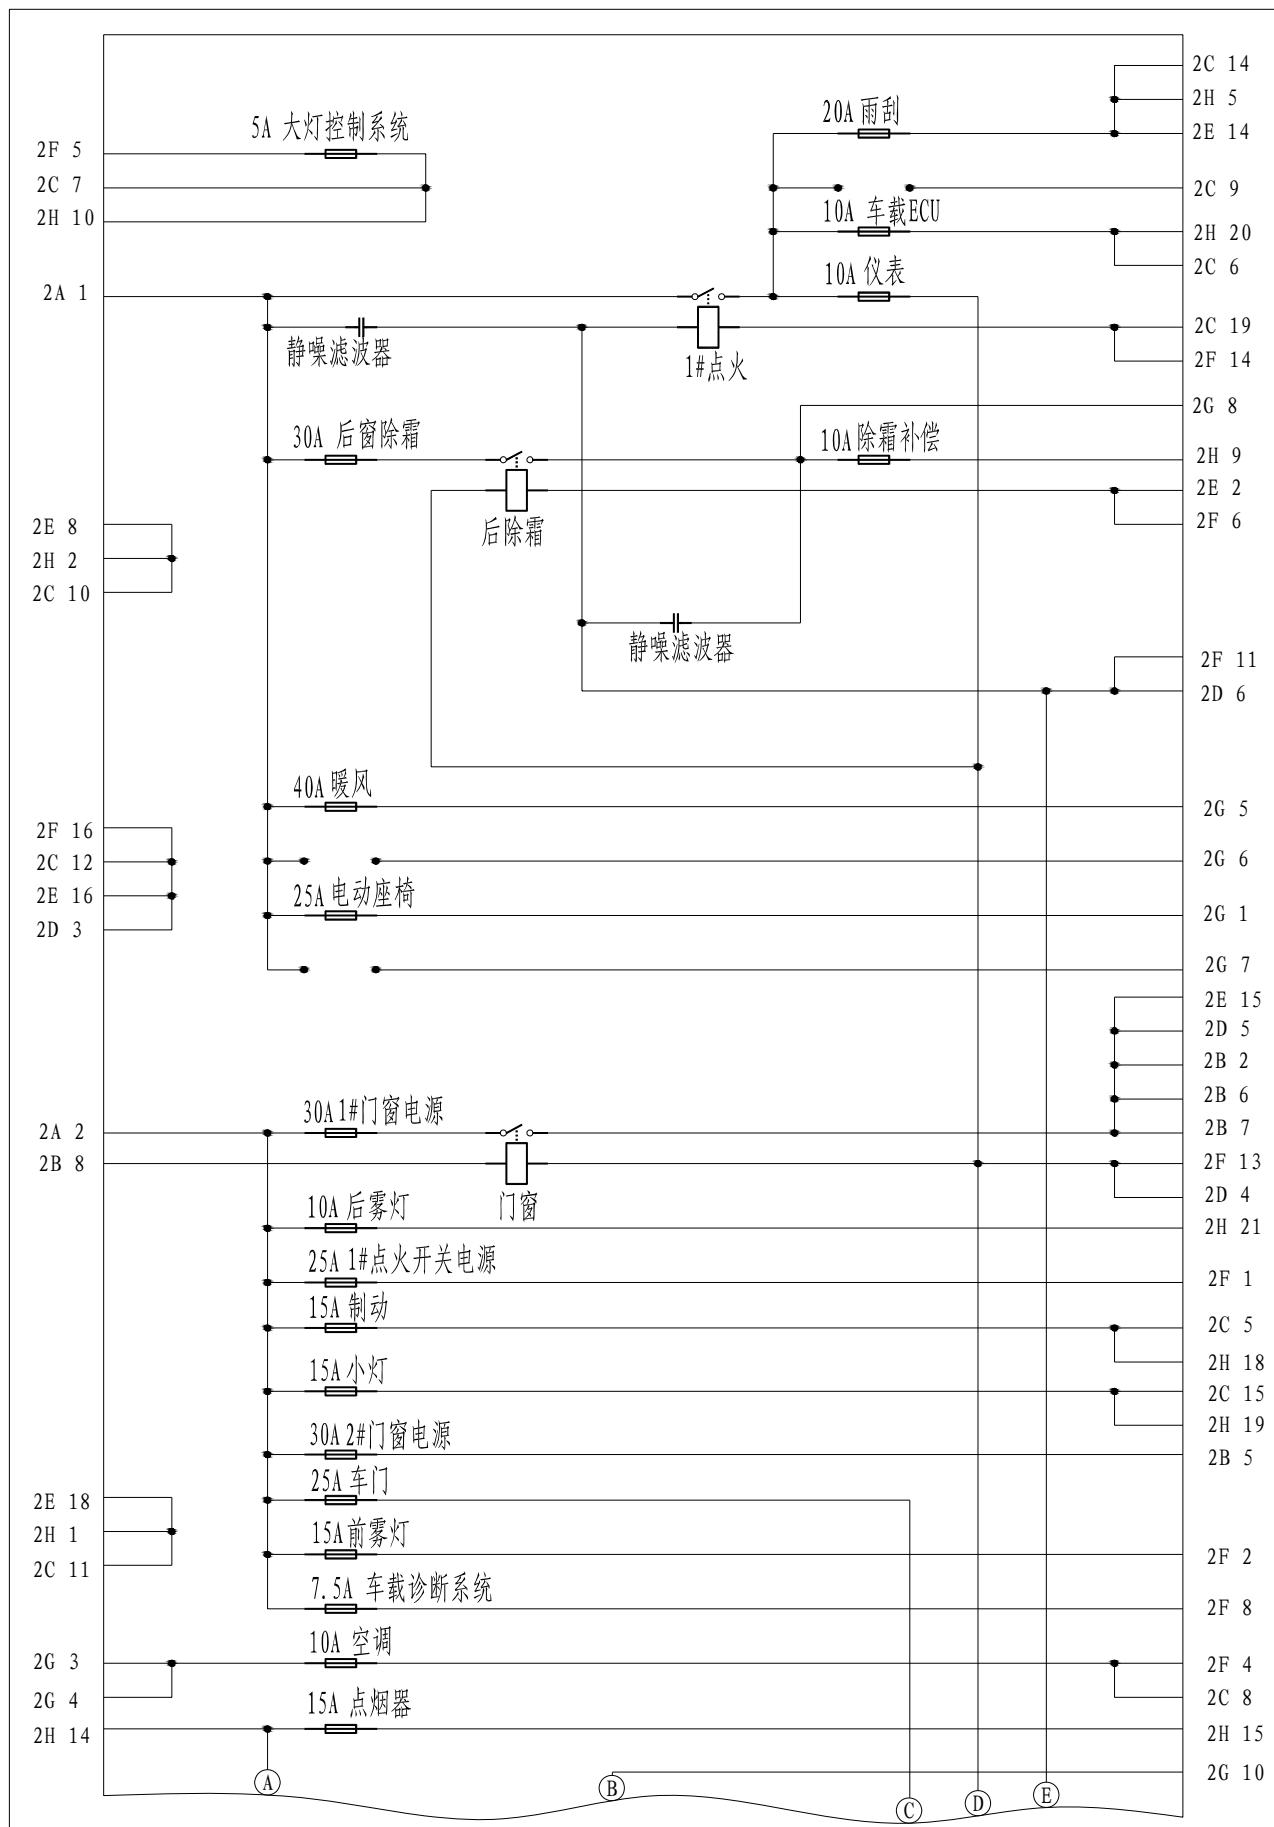 2C 14
2H 5
20A 雨刮
5A 大灯控制系统
2E 14
2F 5
2C 7
2C 9
2H 10
10A 车载ECU
2H 20
2C 6
10A 仪表
2A 1
2C 19
静噪滤波器
1#点火
2F 14
2G 8
30A 后窗除霜
10A 除霜补偿
2H 9
2E 2
2E 8
后除霜
2F 6
2H 2
2C 10
静噪滤波器
2F 11
2D 6
40A 暖风
2G 5
2F 16
2C 12
2G 6
2E 16
25A 电动座椅
2G 1
2D 3
2G 7
2E 15
2D 5
2B 2
2B 6
30A 1#门窗电源
2A 2
2B 7
2B 8
2F 13
2D 4
10A 后雾灯
门窗
2H 21
25A 1#点火开关电源
2F 1
15A 制动
2C 5
2H 18
15A 小灯
2C 15
2H 19
30A 2#门窗电源
2B 5
25A 车门
2E 18
2H 1
15A 前雾灯
2F 2
2C 11
7.5A 车载诊断系统
2F 8
10A 空调
2G 3
2F 4
2G 4
2C 8
15A 点烟器
2H 14
2H 15
2G 10
A
B
C
D
E